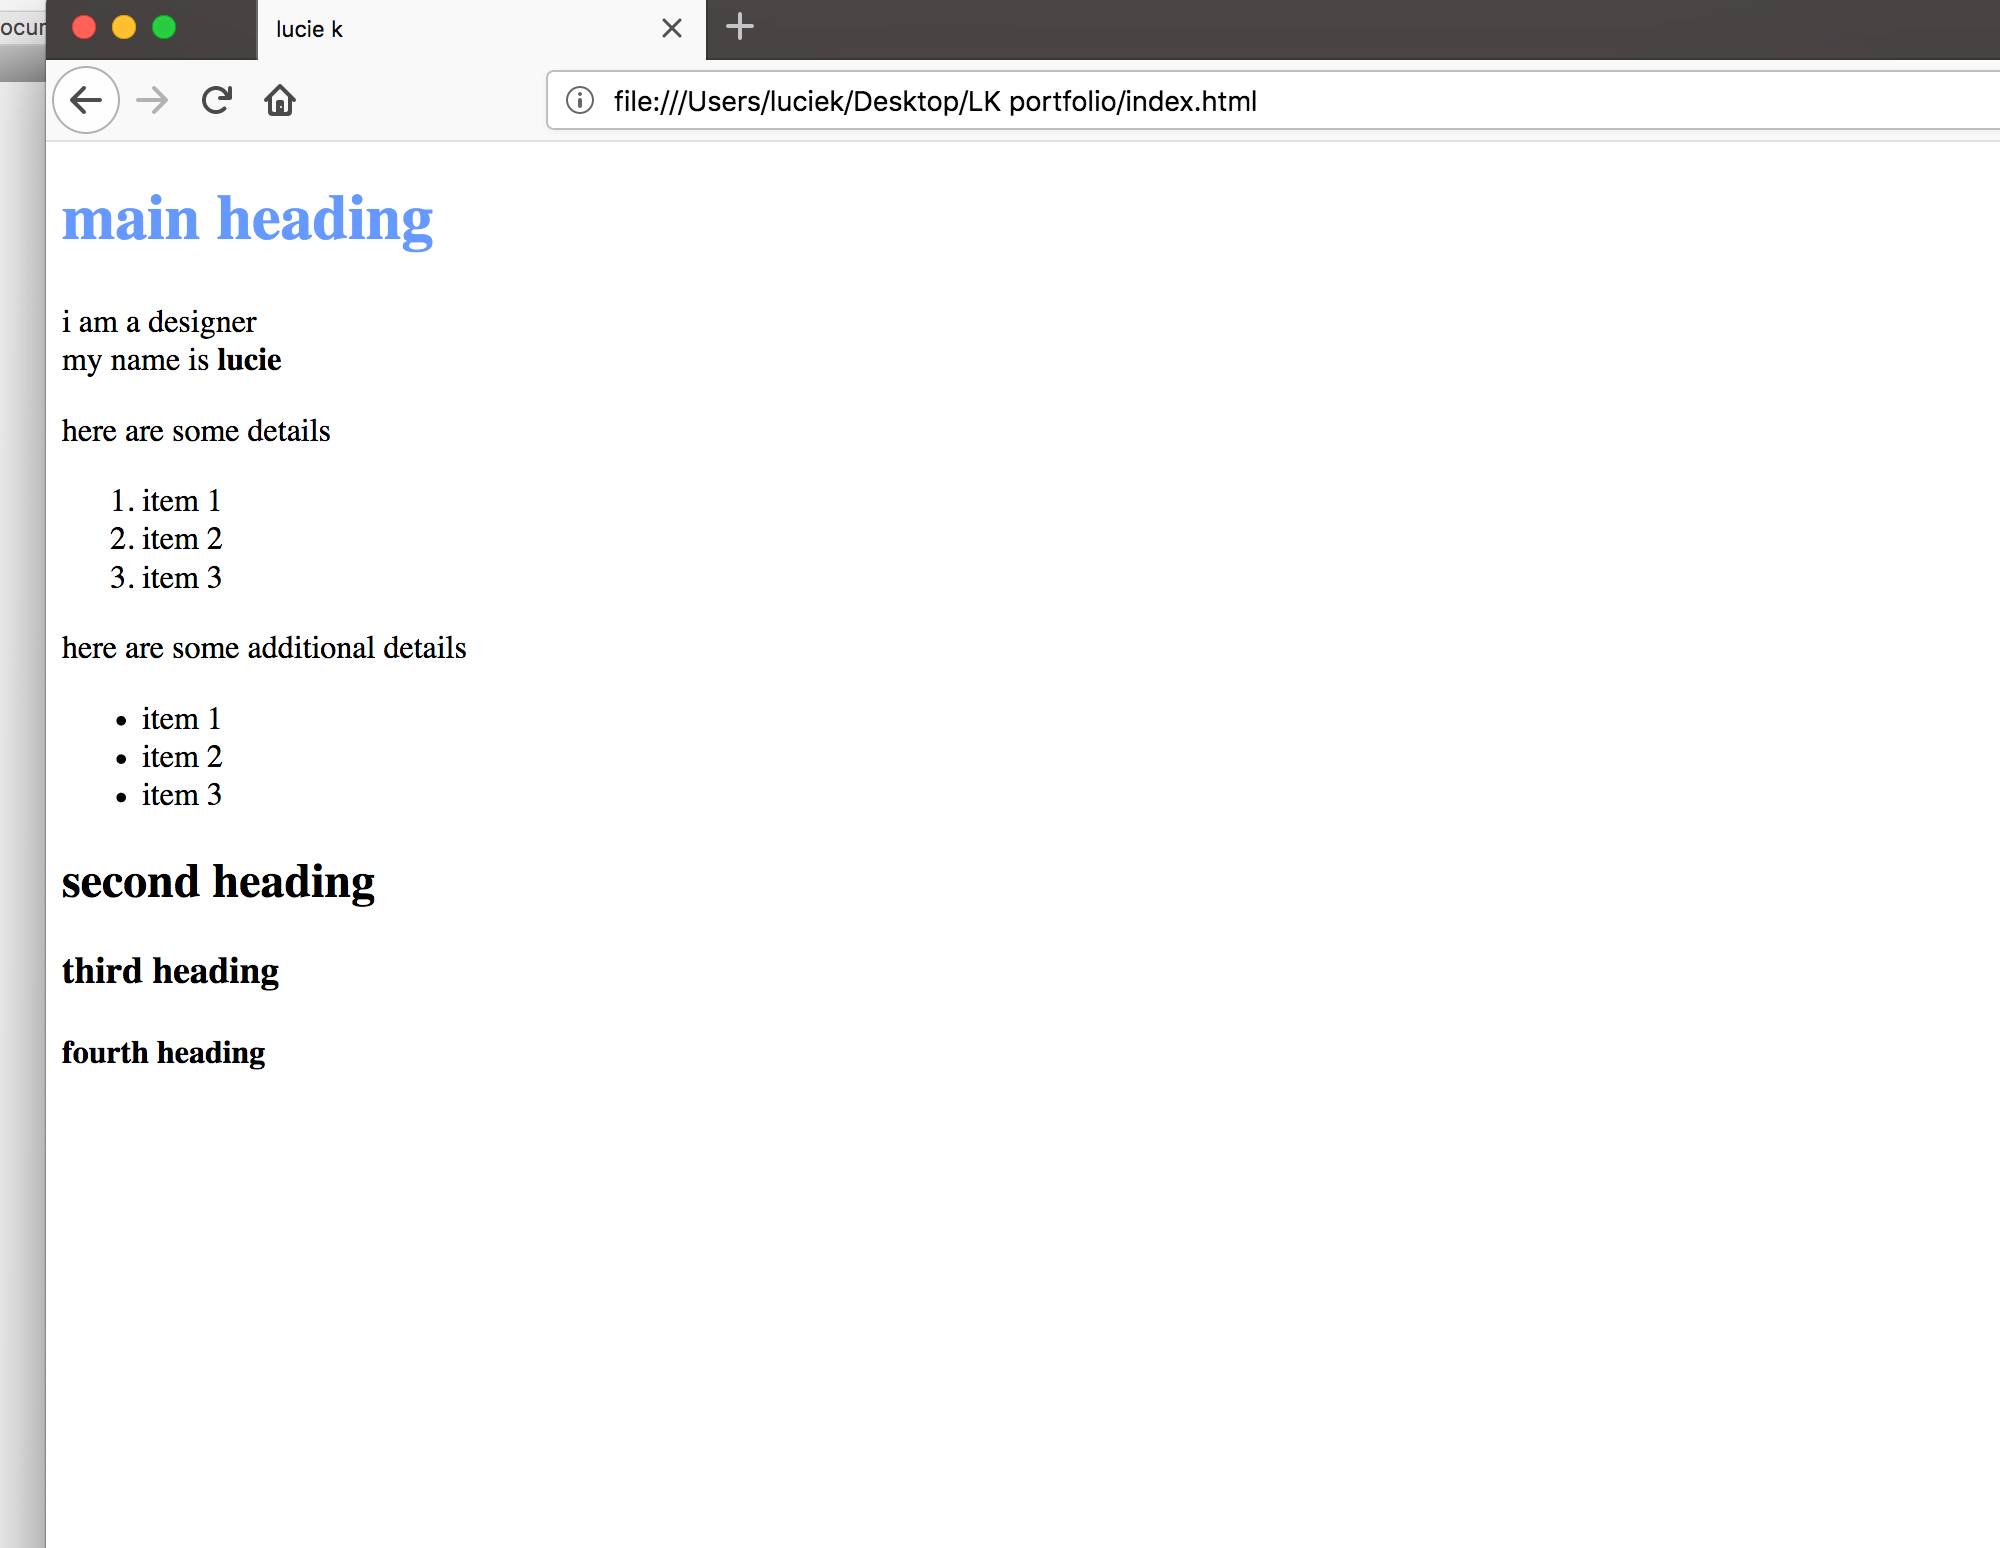 lucie k
file:///Users/luciek/Desktop/LK portfolio/index.html
main heading
i am a designer
my name is lucie
here are some details
1. item 1
2. item 2
3. item 3
here are some additional details
• item 1
• item 2
• item 3
second heading
third heading
fourth heading